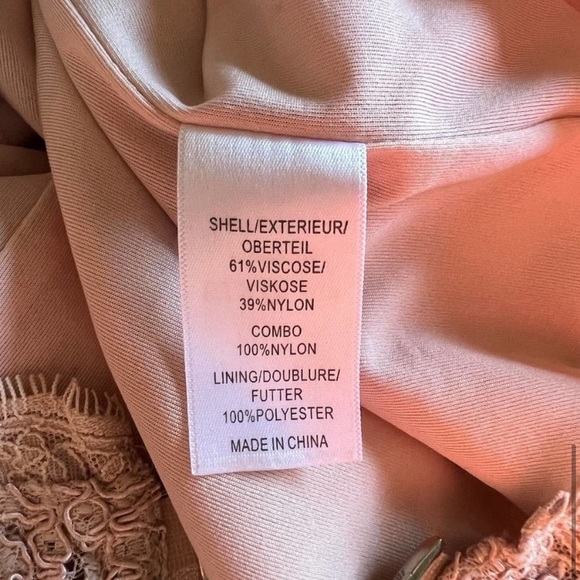 SHELL/EXTERIEUR/
OBERTEIL
61%VISCOSE/
VISKOSE
39%NYLON
COMBO
100%NYLON
LINING/DOUBLURE/
FUTTER
100%POLYESTER
MADE IN CHINA